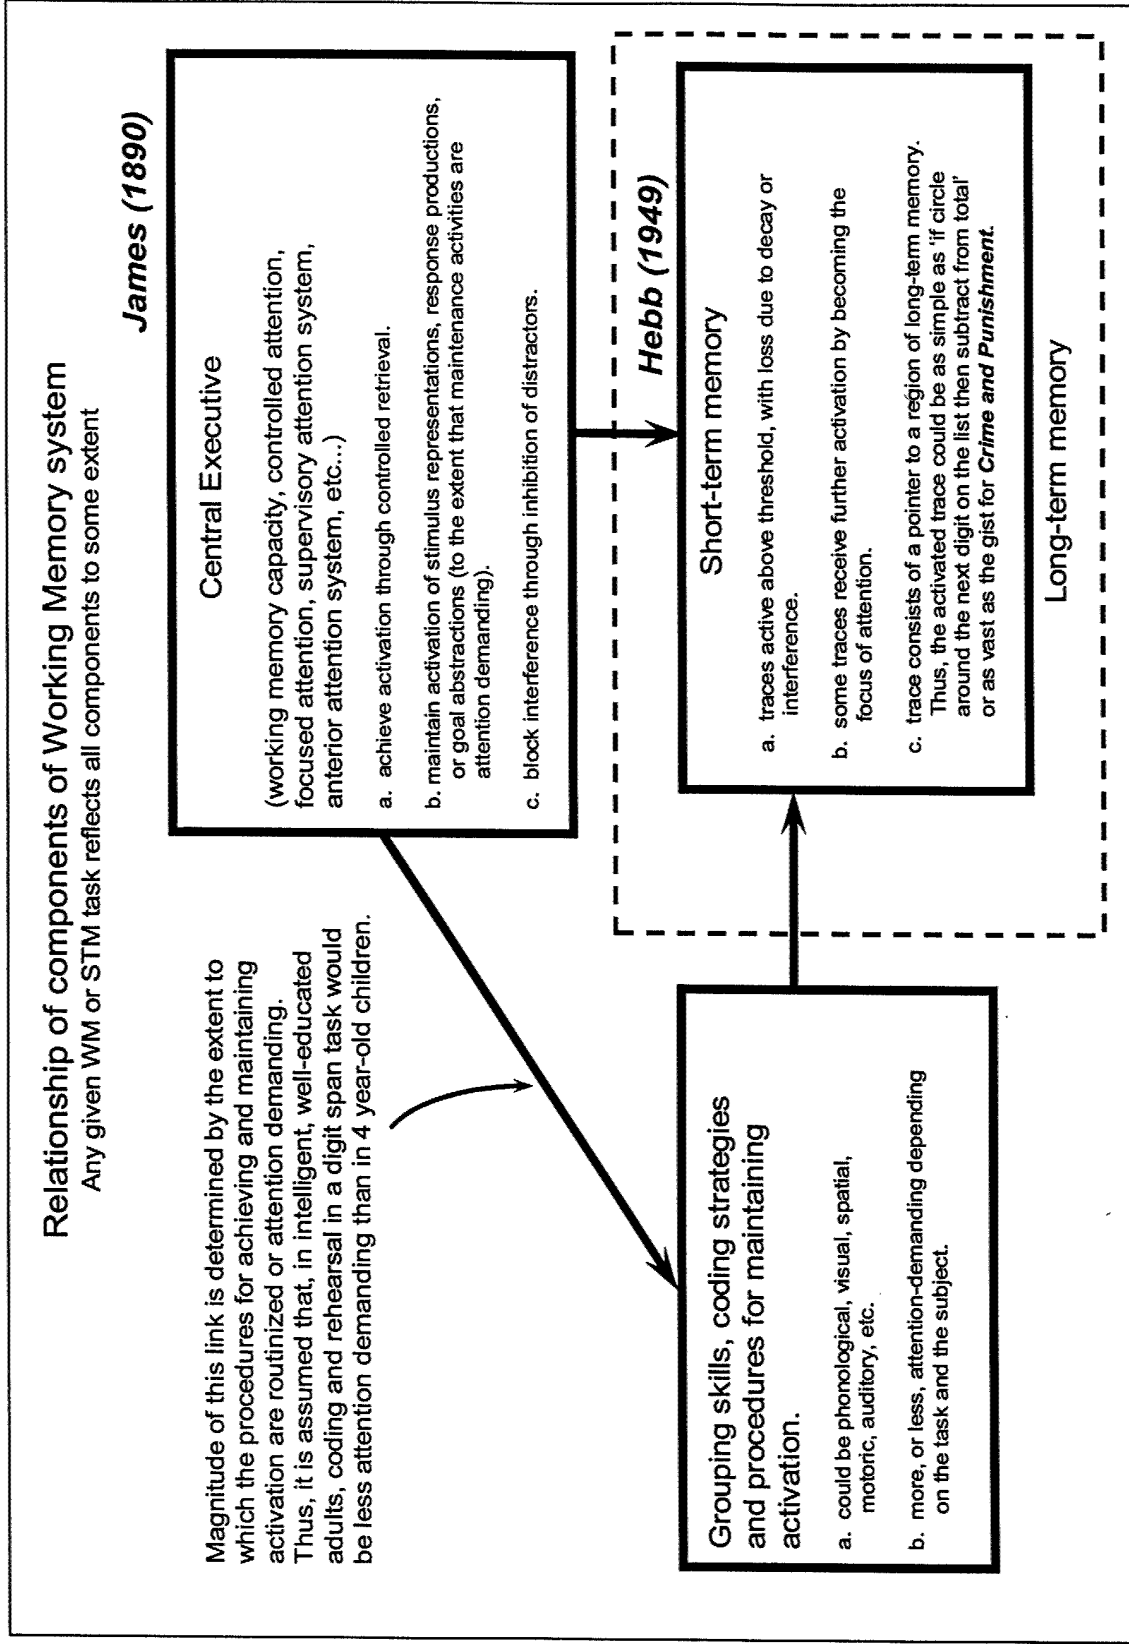 Relationship of components of Working Memory system
Any given WM or STM task reflects all components to some extent
James (1890)
Central Executive
(working memory capacity, controlled attention,
focused attention, supervisory attention system,
anterior attention system, etc...)
a. achieve activation through controlled retrieval.
b. maintain activation of stimulus representations, response productions,
or goal abstractions (to the extent that maintenance activities are
attention demanding).
c. block interference through inhibition of distractors.
Magnitude of this link is determined by the extent to
which the procedures for achieving and maintaining
activation are routinized or attention demanding.
Thus, it is assumed that, in intelligent, well-educated
adults, coding and rehearsal in a digit span task would
be less attention demanding than in 4 year-old children.
Hebb (1949)
Short-term memory
a. traces active above threshold, with loss due to decay or
interference.
b. some traces receive further activation by becoming the
focus of attention.
c. trace consists of a pointer to a region of long-term memory.
Thus, the activated trace could be as simple as 'if circle
around the next digit on the list then subtract from total'
or as vast as the gist for Crime and Punishment.
Long-term memory
Grouping skills, coding strategies
and procedures for maintaining
activation.
a. could be phonological, visual, spatial,
motoric, auditory, etc.
b. more, or less, attention-demanding depending
on the task and the subject.